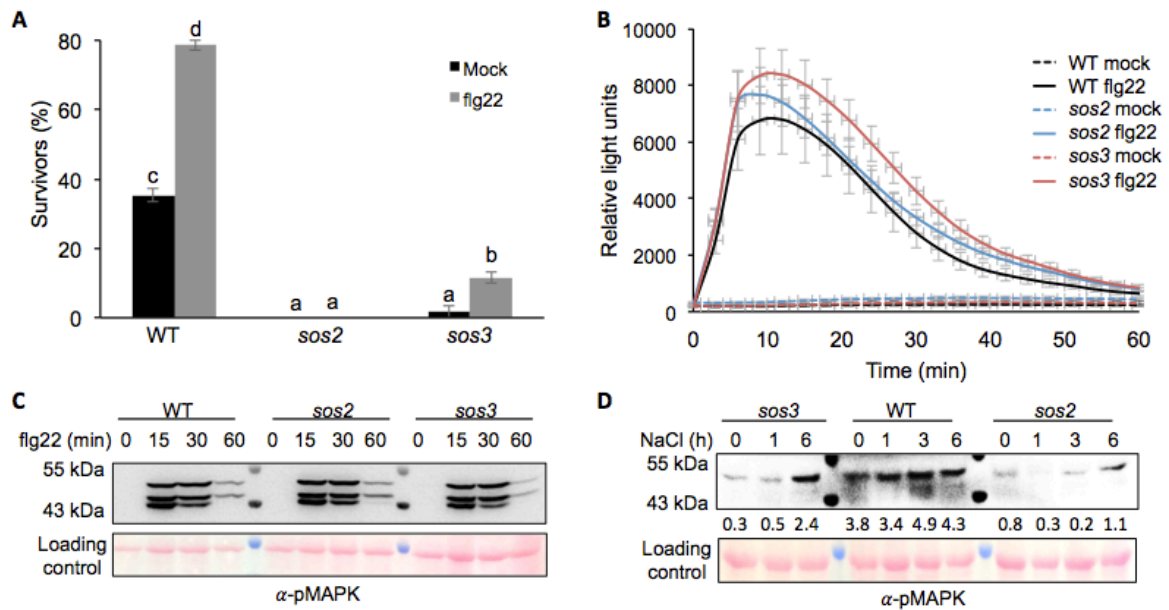 A
Survivors (%)
80
60
40
20
0
c
d
a
a
a
b
WT
sos2
sos3
Mock
flg22
B
Relative light units
10000
8000
6000
4000
2000
0
0
10
20
30
40
50
60
Time (min)
WT mock
WT flg22
sos2 mock
sos2 flg22
sos3 mock
sos3 flg22
C
WT
sos2
sos3
flg22 (min)
0 15 30 60 0 15 30 60 0 15 30 60
55 kDa
43 kDa
Loading
control
α-pMAPK
D
sos3
WT
sos2
NaCl (h)
0 1 6 0 1 3 6 0 1 3 6
55 kDa
43 kDa
0.3 0.5 2.4 3.8 3.4 4.9 4.3 0.8 0.3 0.2 1.1
Loading
control
α-pMAPK